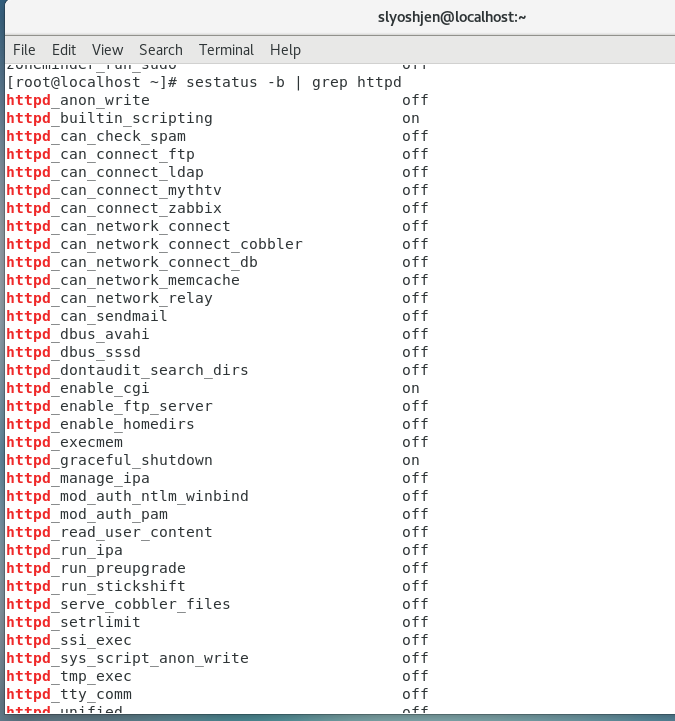 slyoshjen@localhost:~
File Edit View Search Terminal Help
zoneminder_run_sudo off
[root@localhost ~]# sestatus -b | grep httpd
httpd_anon_write off
httpd_builtin_scripting on
httpd_can_check_spam off
httpd_can_connect_ftp off
httpd_can_connect_ldap off
httpd_can_connect_mythtv off
httpd_can_connect_zabbix off
httpd_can_network_connect off
httpd_can_network_connect_cobbler off
httpd_can_network_connect_db off
httpd_can_network_memcache off
httpd_can_network_relay off
httpd_can_sendmail off
httpd_dbus_avahi off
httpd_dbus_sssd off
httpd_dontaudit_search_dirs off
httpd_enable_cgi on
httpd_enable_ftp_server off
httpd_enable_homedirs off
httpd_execmem off
httpd_graceful_shutdown on
httpd_manage_ipa off
httpd_mod_auth_ntlm_winbind off
httpd_mod_auth_pam off
httpd_read_user_content off
httpd_run_ipa off
httpd_run_preupgrade off
httpd_run_stickshift off
httpd_serve_cobbler_files off
httpd_setrlimit off
httpd_ssi_exec off
httpd_sys_script_anon_write off
httpd_tmp_exec off
httpd_tty_comm off
httpd_unified off